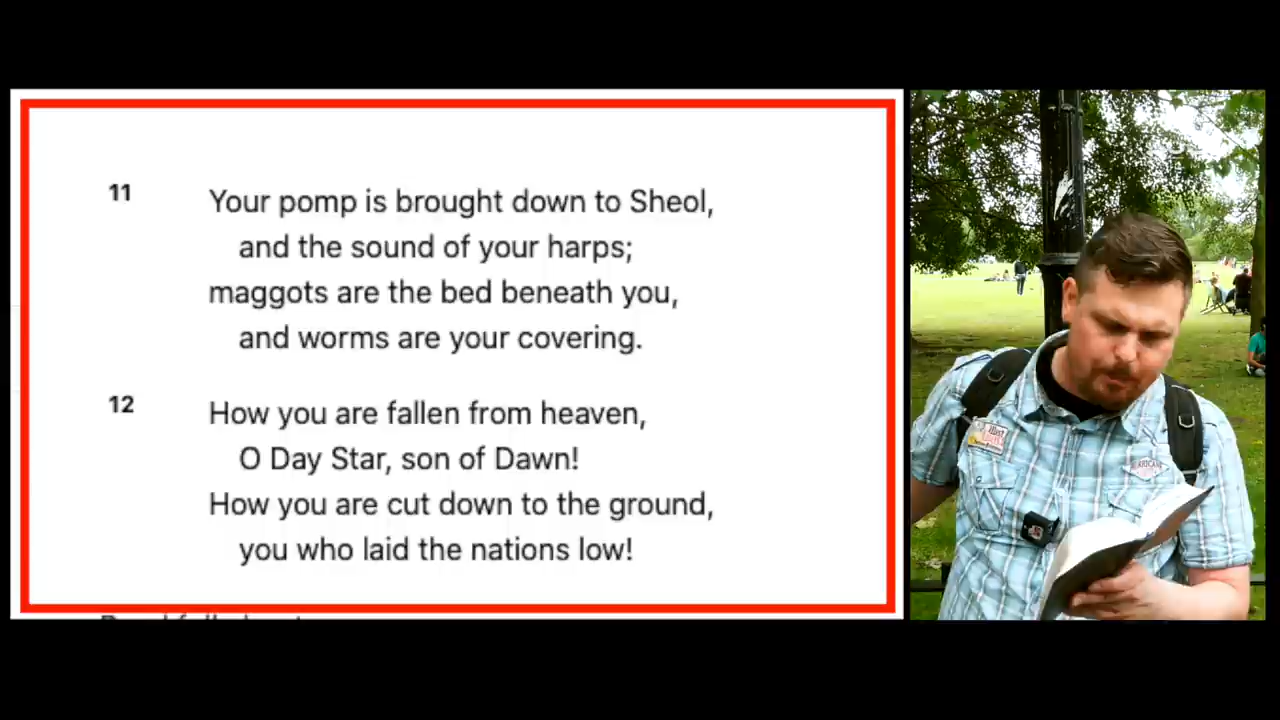 11
Your pomp is brought down to Sheol,
and the sound of your harps;
maggots are the bed beneath you,
and worms are your covering.
12
How you are fallen from heaven,
O Day Star, son of Dawn!
How you are cut down to the ground,
you who laid the nations low!